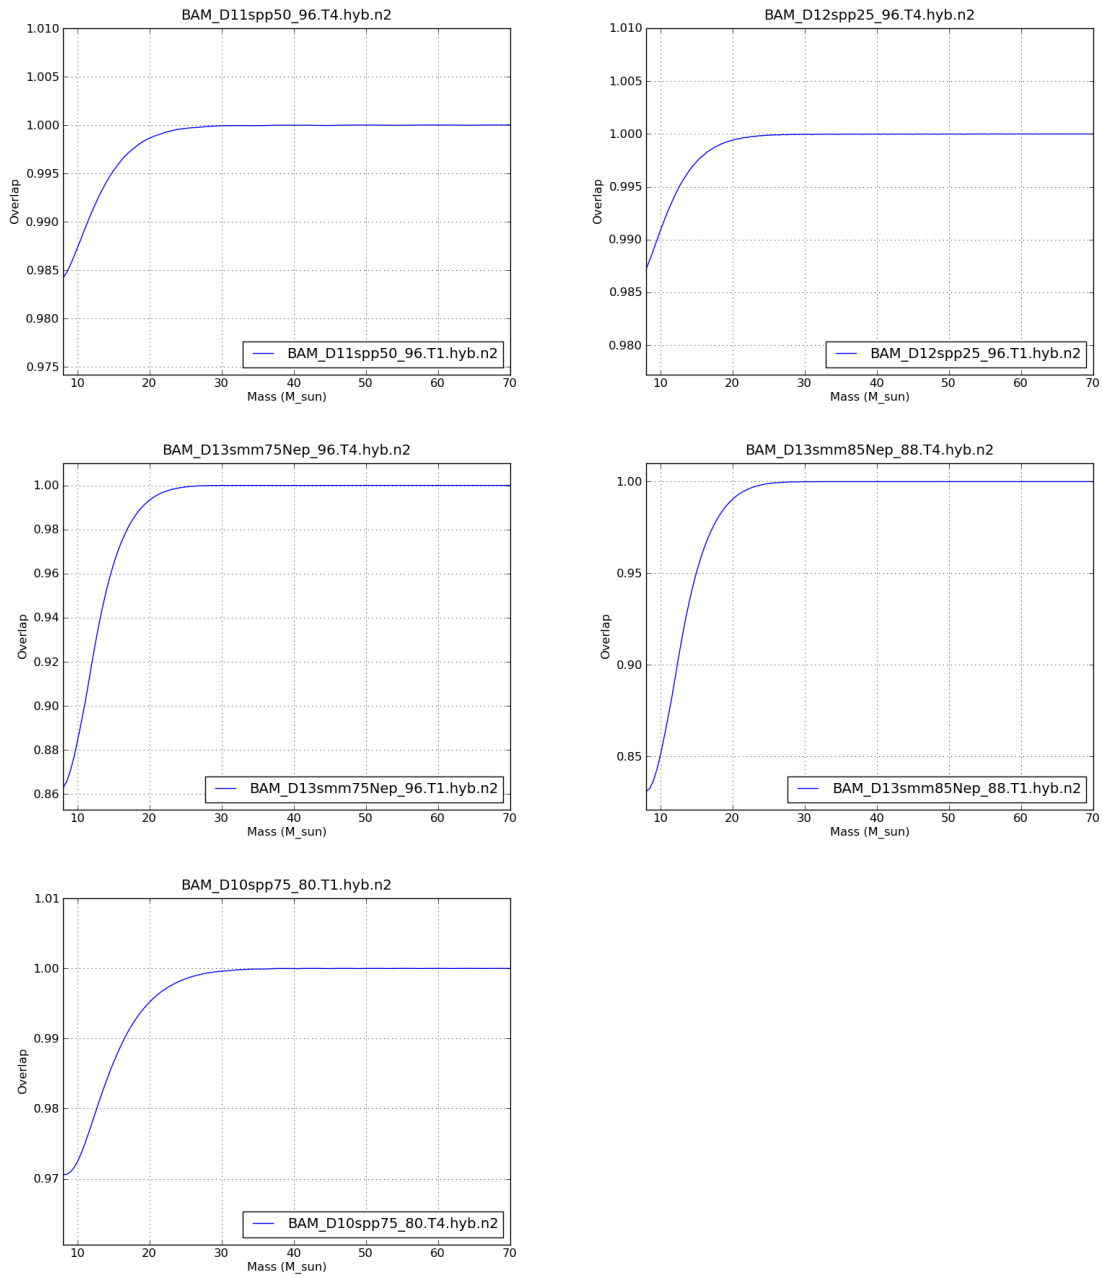 BAM_D11spp50_96.T4.hyb.n2
1.010
1.005
1.000
0.995
0.990
0.985
0.980
0.975
Overlap
BAM_D11spp50_96.T1.hyb.n2
10 20 30 40 50 60 70
Mass (M_sun)
BAM_D12spp25_96.T4.hyb.n2
1.010
1.005
1.000
0.995
0.990
0.985
0.980
Overlap
BAM_D12spp25_96.T1.hyb.n2
10 20 30 40 50 60 70
Mass (M_sun)
BAM_D13smm75Nep_96.T4.hyb.n2
1.00
0.98
0.96
0.94
0.92
0.90
0.88
0.86
Overlap
BAM_D13smm75Nep_96.T1.hyb.n2
10 20 30 40 50 60 70
Mass (M_sun)
BAM_D13smm85Nep_88.T4.hyb.n2
1.00
0.95
0.90
0.85
Overlap
BAM_D13smm85Nep_88.T1.hyb.n2
10 20 30 40 50 60 70
Mass (M_sun)
BAM_D10spp75_80.T1.hyb.n2
1.01
1.00
0.99
0.98
0.97
Overlap
BAM_D10spp75_80.T4.hyb.n2
10 20 30 40 50 60 70
Mass (M_sun)